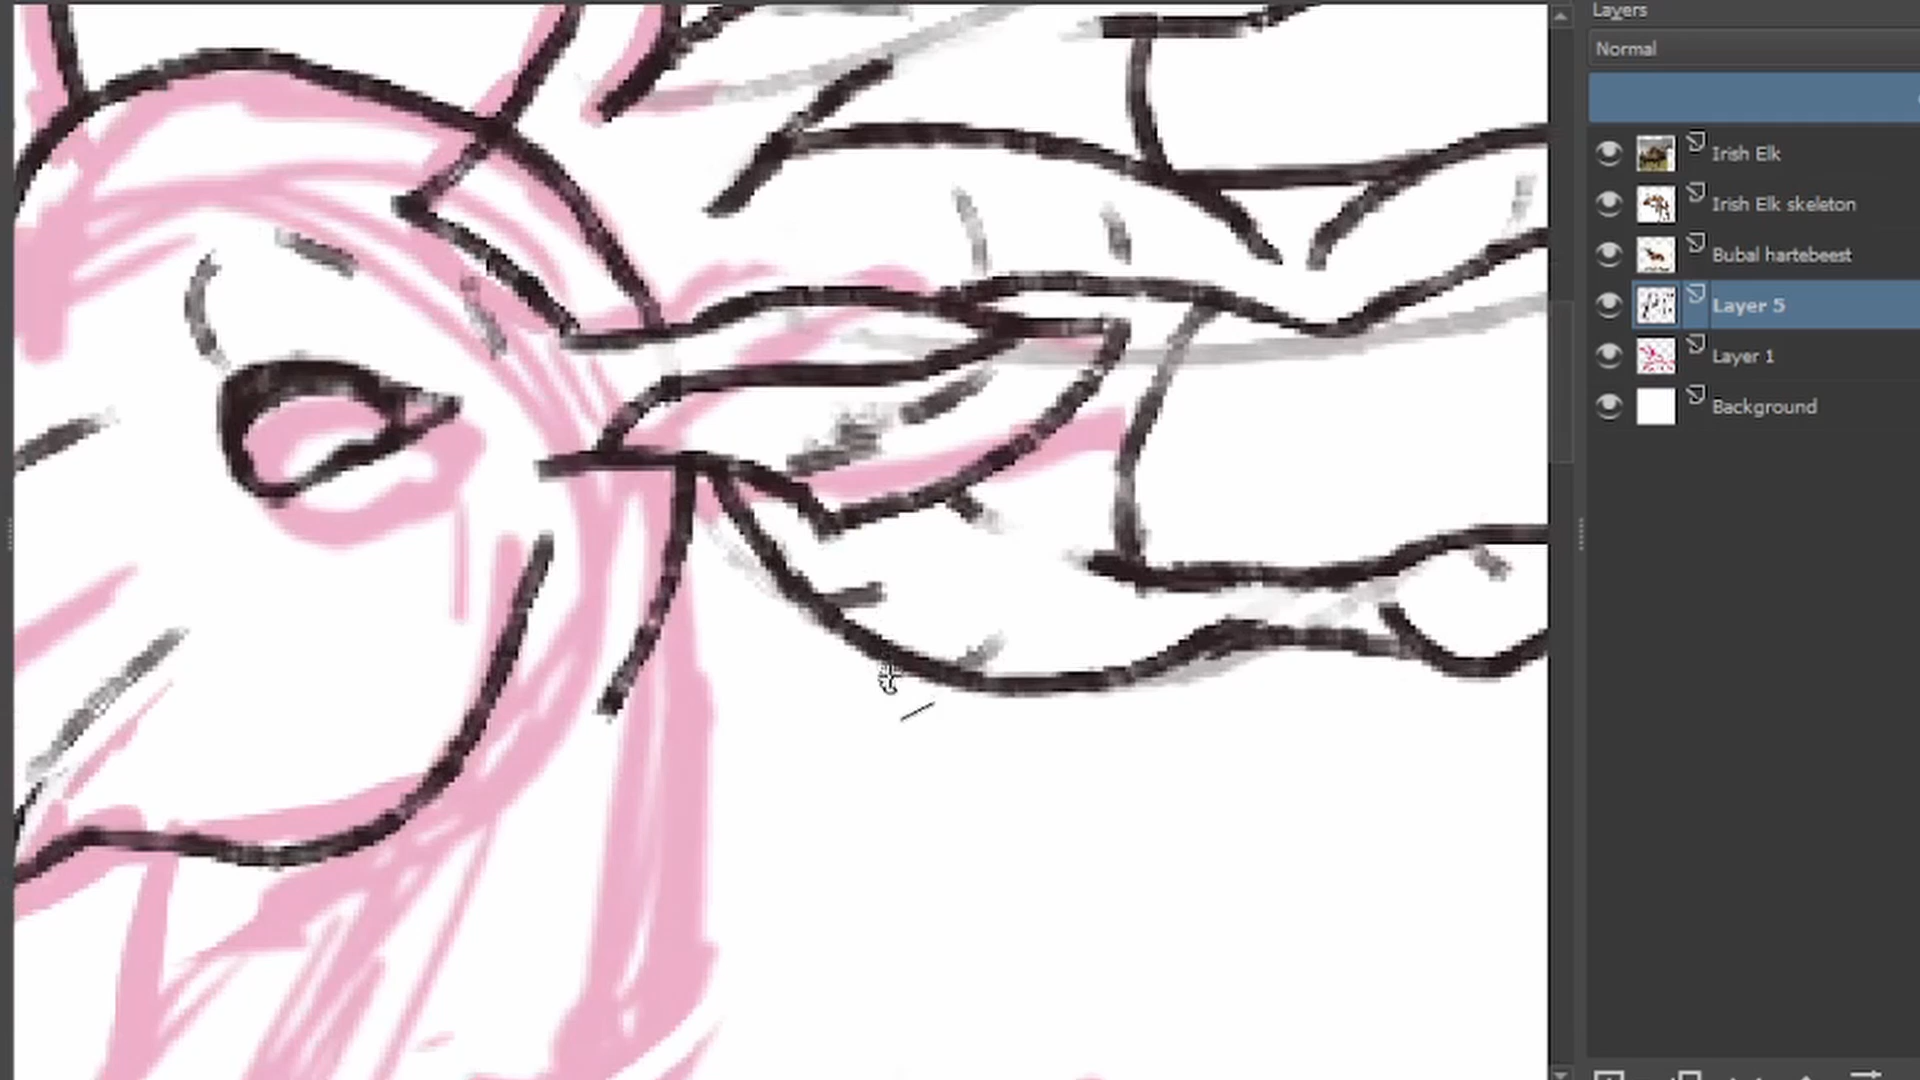 Layers
Normal
Irish Elk
Irish Elk skeleton
Bubal hartebeest
Layer 5
Layer 1
Background